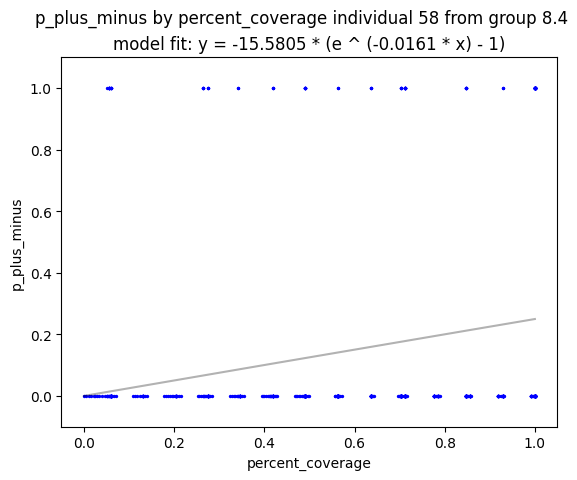 p_plus_minus by percent_coverage individual 58 from group 8.4
model fit: y = -15.5805 * (e ^ (-0.0161 * x) - 1)
1.0
0.8
0.6
0.4
0.2
0.0
p_plus_minus
0.0 0.2 0.4 0.6 0.8 1.0
percent_coverage